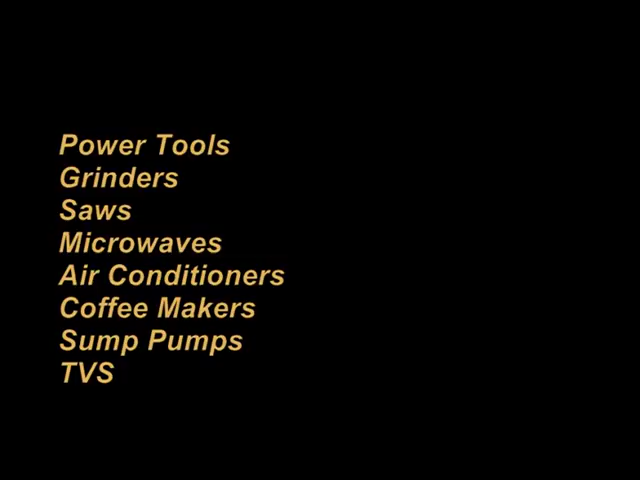 Power Tools
Grinders
Saws
Microwaves
Air Conditioners
Coffee Makers
Sump Pumps
TVS